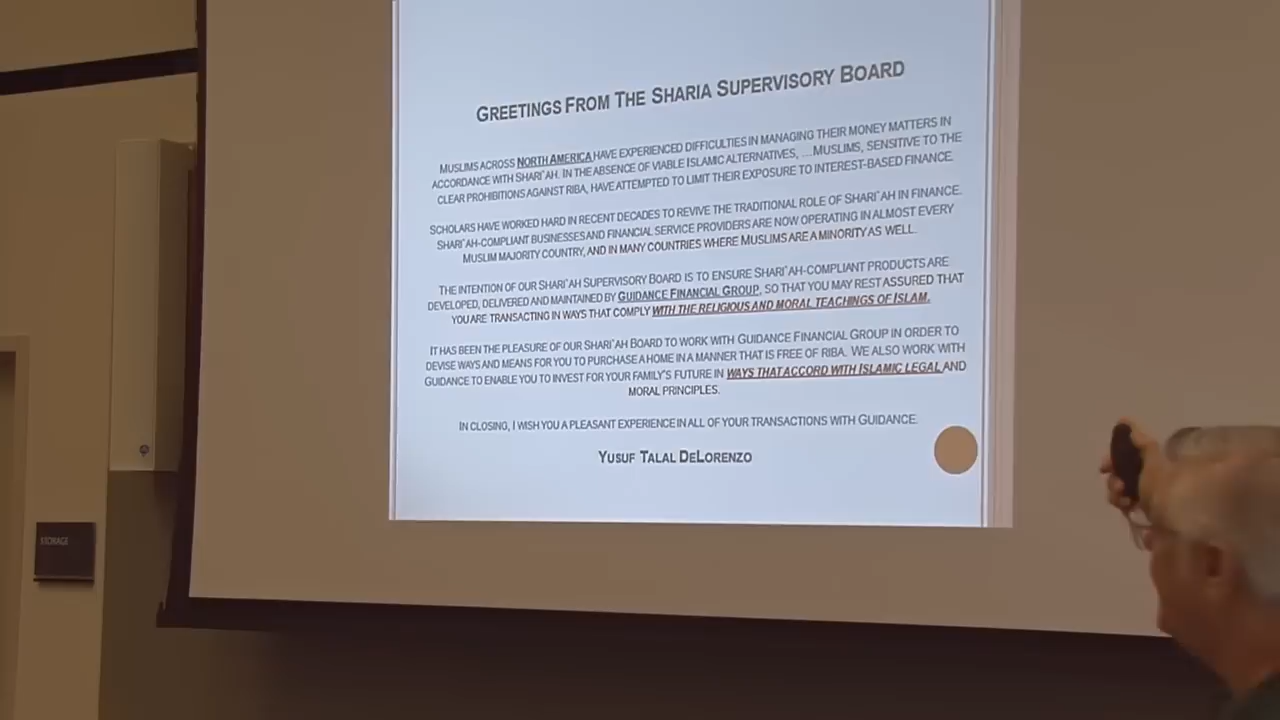 GREETINGS FROM THE SHARIA SUPERVISORY BOARD
MUSLIMS ACROSS NORTH AMERICA HAVE EXPERIENCED DIFFICULTIES IN MANAGING THEIR MONEY MATTERS IN
ACCORDANCE WITH SHARI'AH. IN THE ABSENCE OF VIABLE ISLAMIC ALTERNATIVES, ...MUSLIMS, SENSITIVE TO THE
CLEAR PROHIBITIONS AGAINST RIBA, HAVE ATTEMPTED TO LIMIT THEIR EXPOSURE TO INTEREST-BASED FINANCE.
SCHOLARS HAVE WORKED HARD IN RECENT DECADES TO REVIVE THE TRADITIONAL ROLE OF SHARI'AH IN FINANCE.
SHARI'AH-COMPLIANT BUSINESSES AND FINANCIAL SERVICE PROVIDERS ARE NOW OPERATING IN ALMOST EVERY
MUSLIM MAJORITY COUNTRY, AND IN MANY COUNTRIES WHERE MUSLIMS ARE A MINORITY AS WELL.
THE INTENTION OF OUR SHARI'AH SUPERVISORY BOARD IS TO ENSURE SHARI'AH-COMPLIANT PRODUCTS ARE
DEVELOPED, DELIVERED AND MAINTAINED BY GUIDANCE FINANCIAL GROUP, SO THAT YOU MAY REST ASSURED THAT
YOU ARE TRANSACTING IN WAYS THAT COMPLY WITH THE RELIGIOUS AND MORAL TEACHINGS OF ISLAM.
IT HAS BEEN THE PLEASURE OF OUR SHARI'AH BOARD TO WORK WITH GUIDANCE FINANCIAL GROUP IN ORDER TO
DEVISE WAYS AND MEANS FOR YOU TO PURCHASE A HOME IN A MANNER THAT IS FREE OF RIBA. WE ALSO WORK WITH
GUIDANCE TO ENABLE YOU TO INVEST FOR YOUR FAMILY'S FUTURE IN WAYS THAT ACCORD WITH ISLAMIC LEGAL AND
MORAL PRINCIPLES.
IN CLOSING, I WISH YOU A PLEASANT EXPERIENCE IN ALL OF YOUR TRANSACTIONS WITH GUIDANCE.
YUSUF TALAL DELORENZO
STORAGE